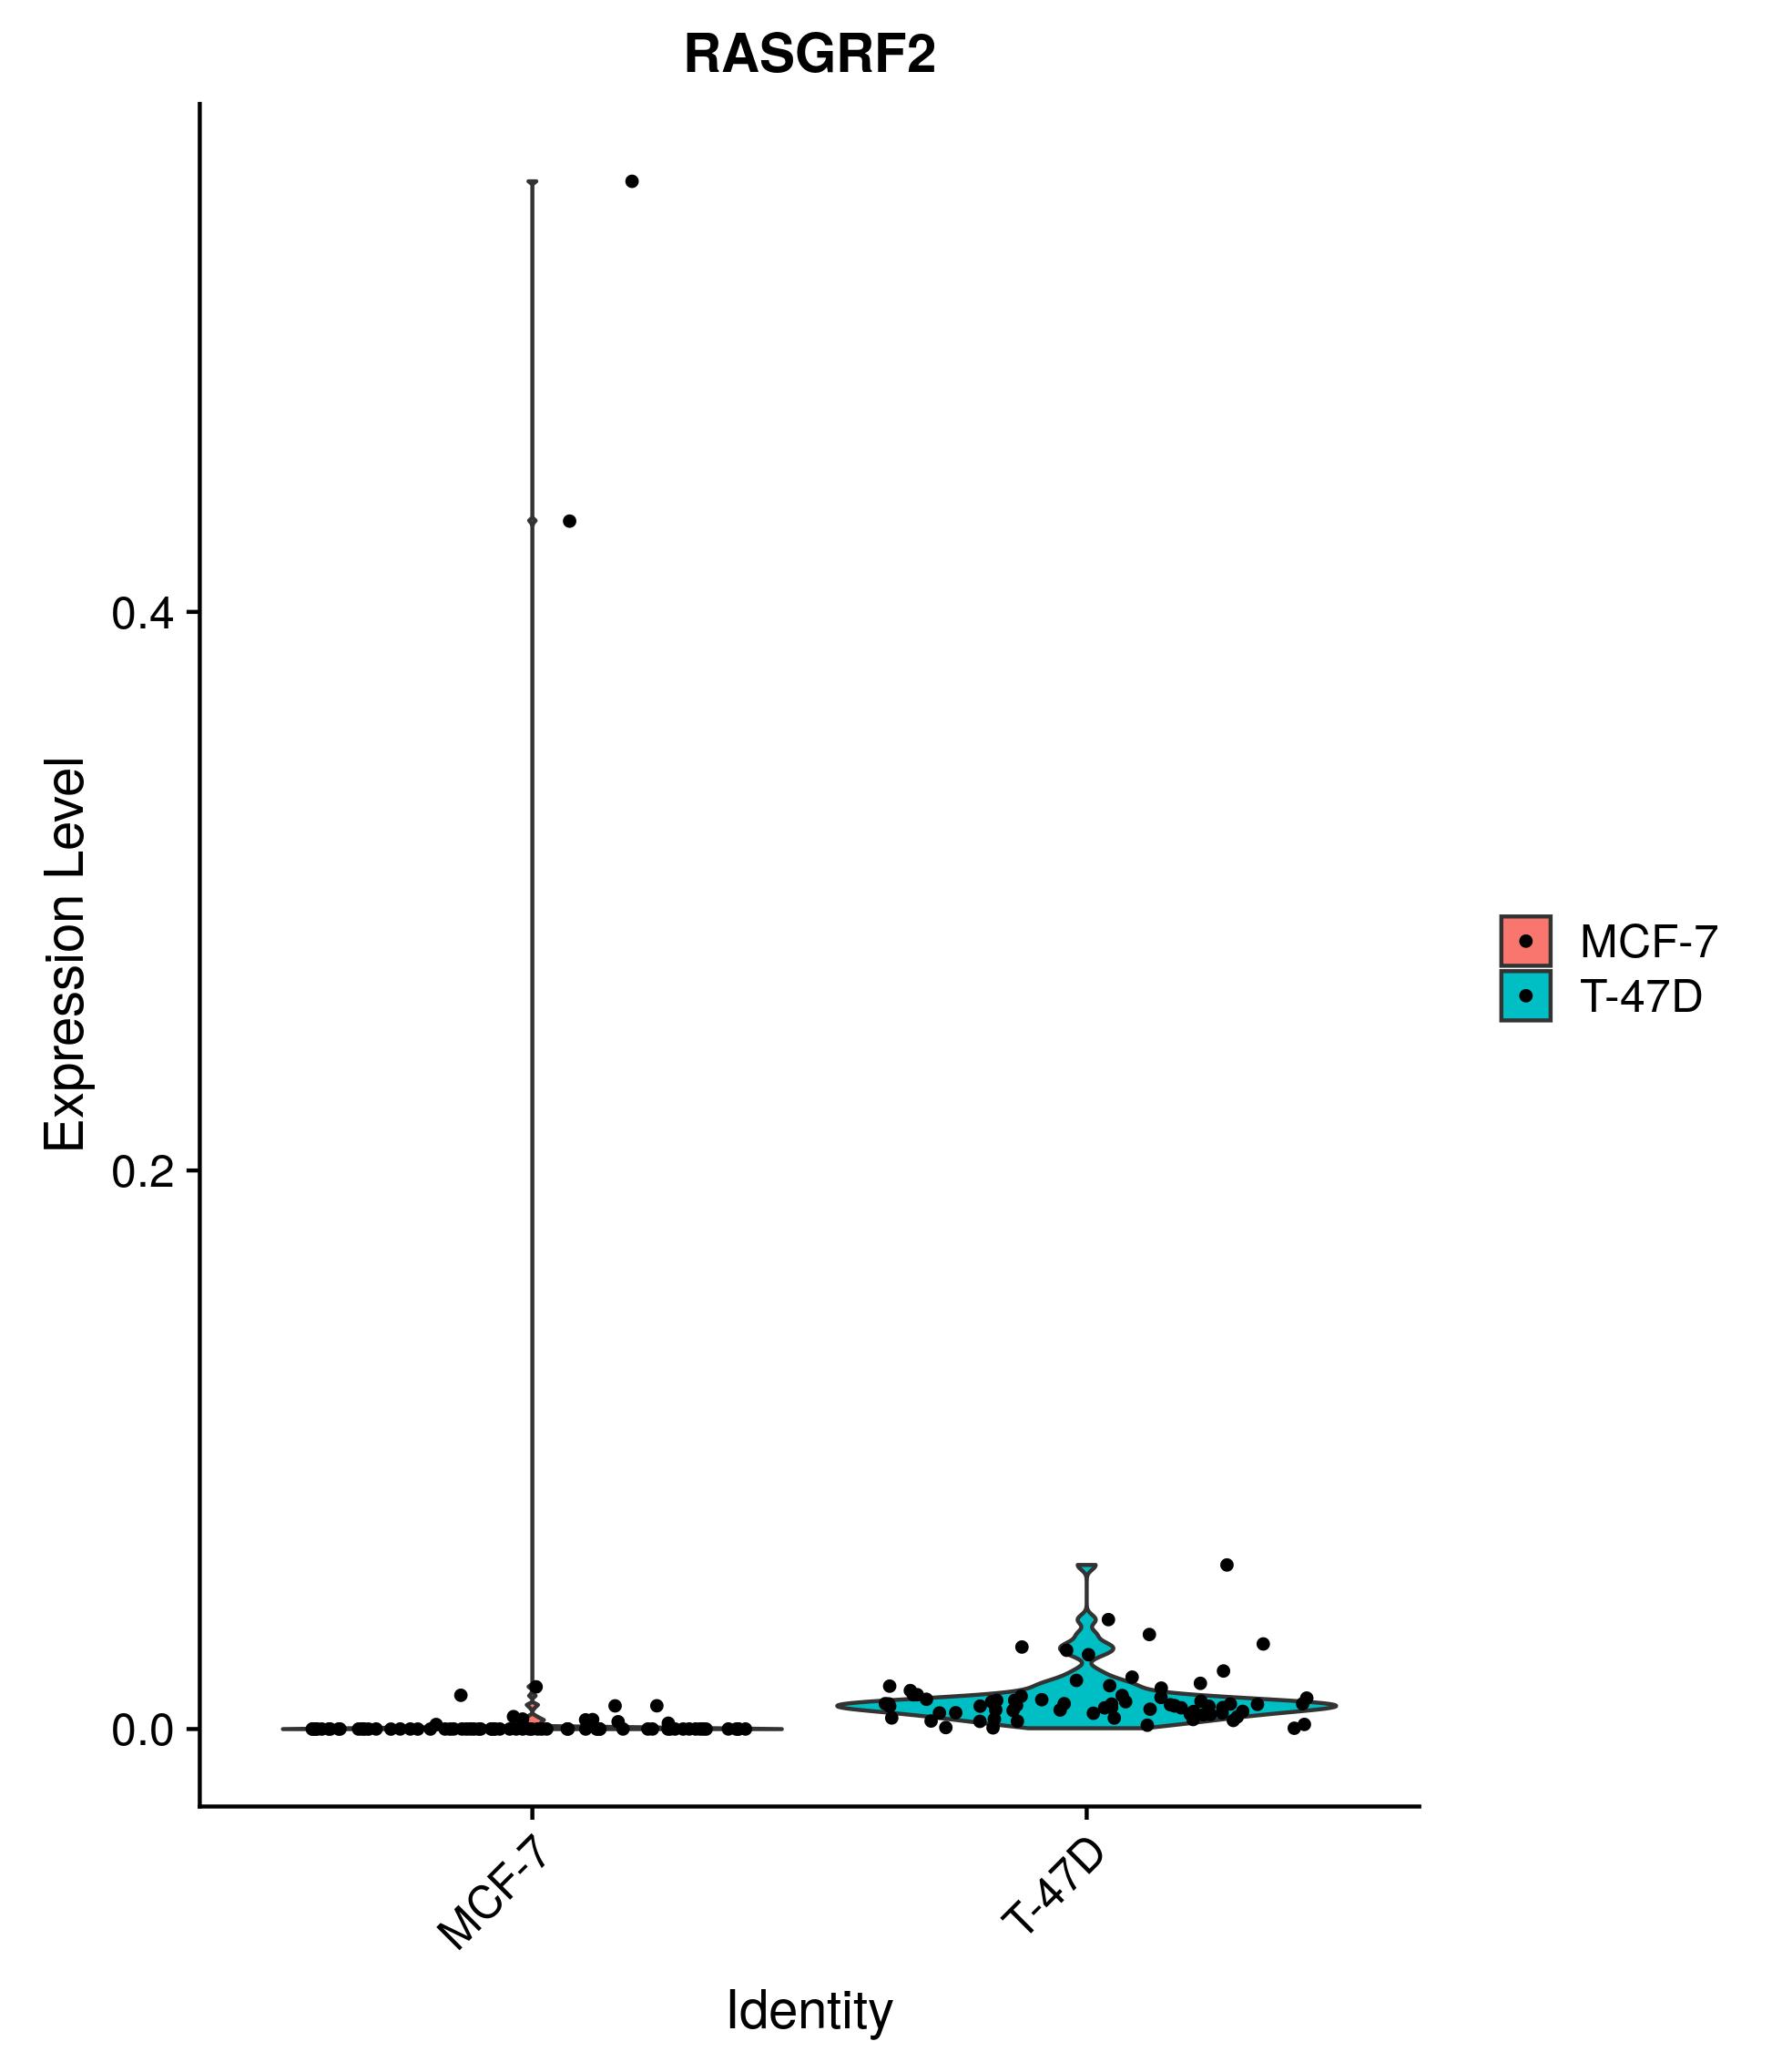 RASGRF2
Expression Level
0.4
0.2
0.0
MCF-7
T-47D
Identity
MCF-7
T-47D